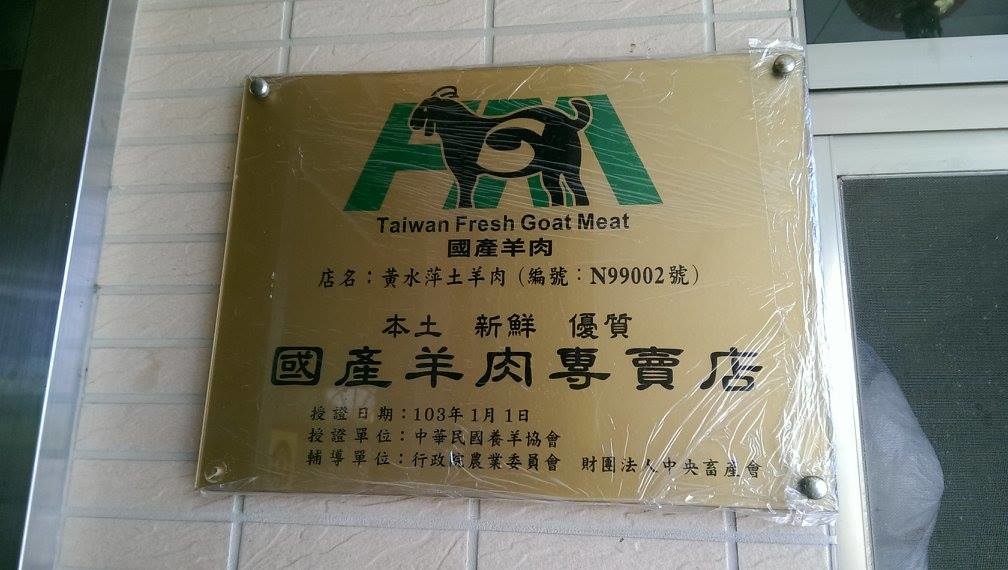 Taiwan Fresh Goat Meat
國產羊肉
店名：黃水萍土羊肉（編號：N99002號）
本土 新鮮 優質
國產羊肉專賣店
授證日期：103年1月1日
授證單位：中華民國養羊協會
輔導單位：行政院農業委員會 財團法人中央畜產會